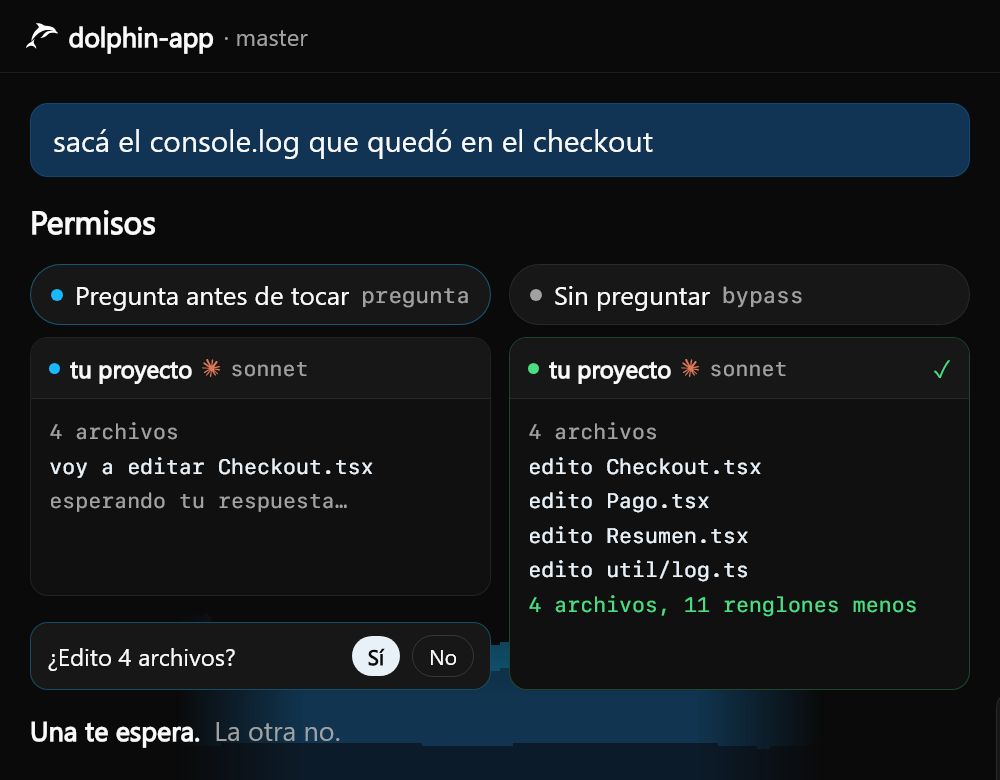 dolphin-app · master
sacá el console.log que quedó en el checkout
Permisos
Pregunta antes de tocar pregunta
Sin preguntar bypass
tu proyecto sonnet
4 archivos
voy a editar Checkout.tsx
esperando tu respuesta…
¿Edito 4 archivos? Sí No
tu proyecto sonnet ✓
4 archivos
edito Checkout.tsx
edito Pago.tsx
edito Resumen.tsx
edito util/log.ts
4 archivos, 11 renglones menos
Una te espera. La otra no.